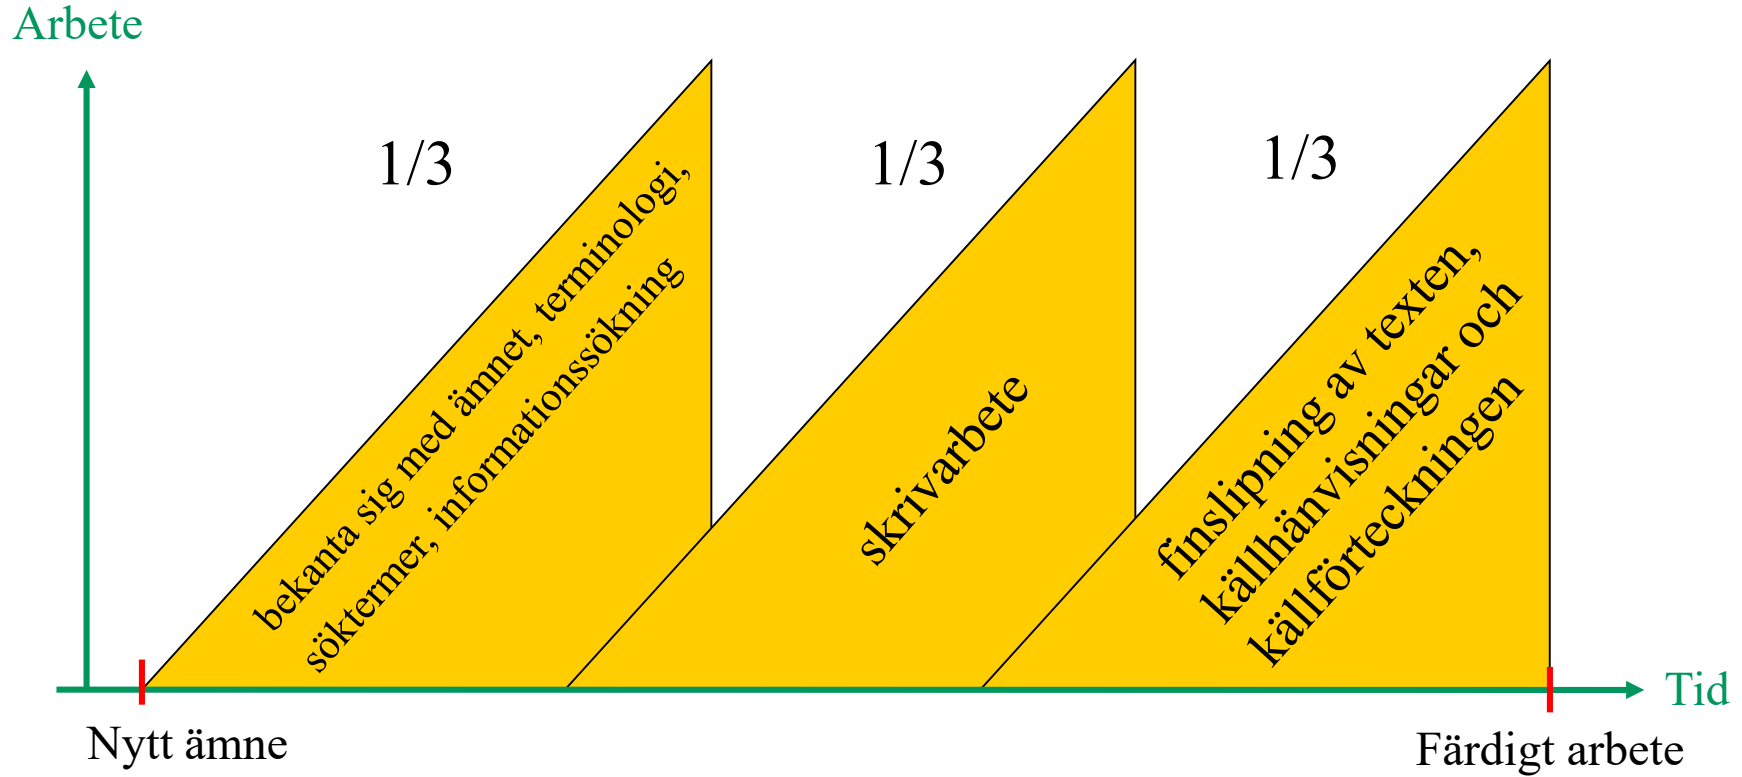 Arbete
1/3
1/3
1/3
bekanta sig med ämnet, terminologi,
söktermer, informationssökning
skrivarbete
finslipning av texten,
källhänvisningar och
källförteckningen
Tid
Nytt ämne
Färdigt arbete